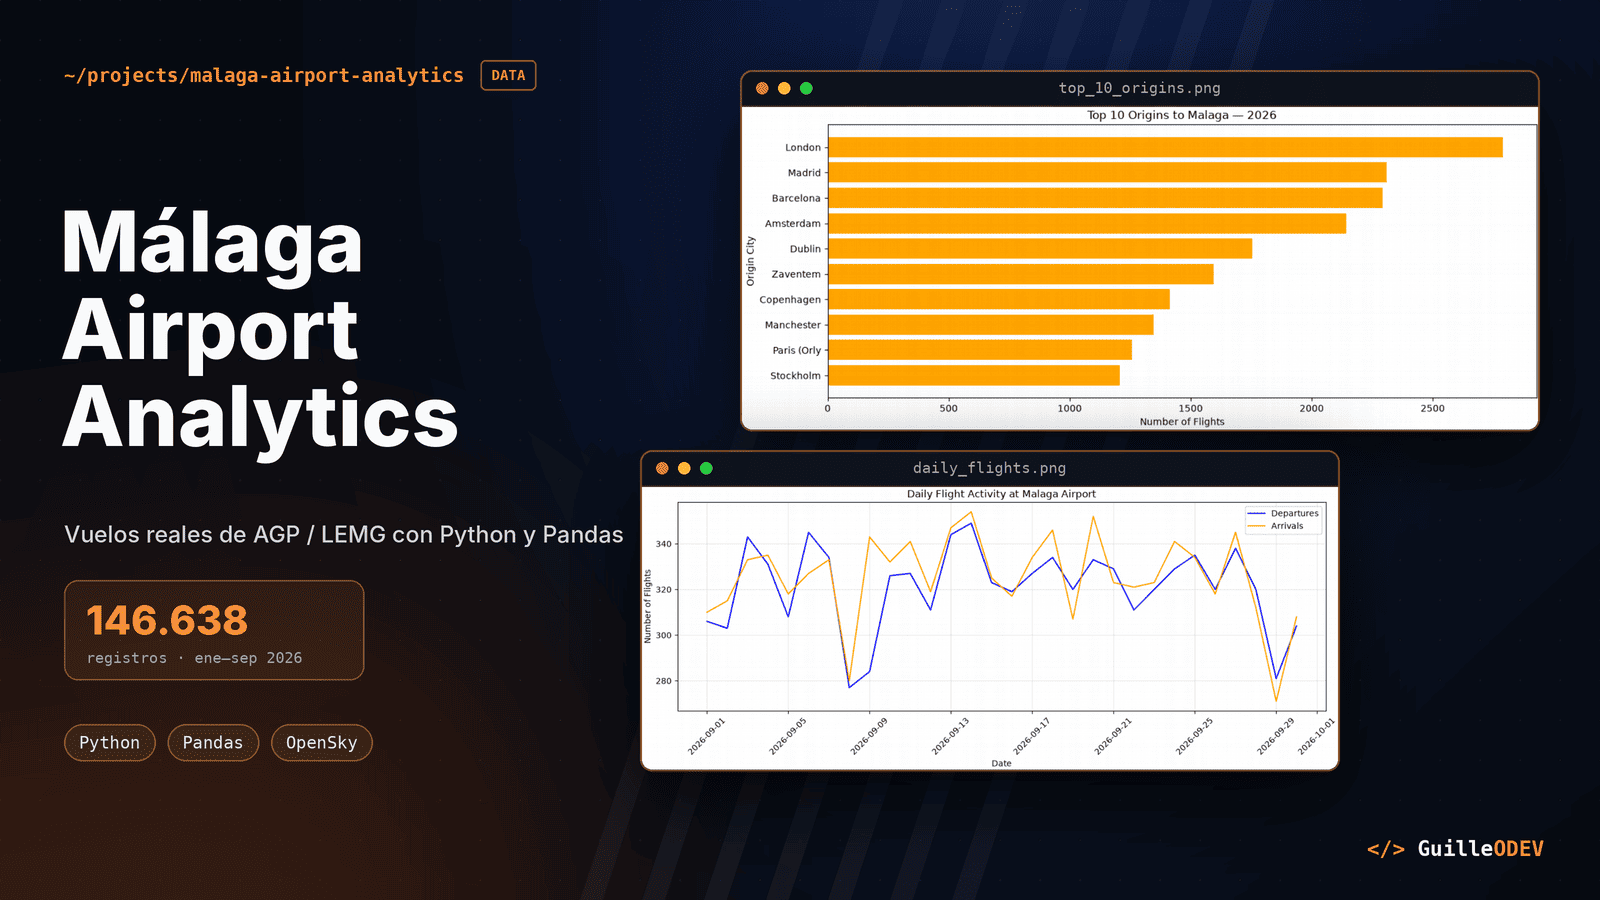 ~/projects/malaga-airport-analytics
DATA
Málaga
Airport
Analytics
Vuelos reales de AGP / LEMG con Python y Pandas
146.638
registros · ene–sep 2026
Python
Pandas
OpenSky
top_10_origins.png
Top 10 Origins to Malaga — 2026
Origin City
London
Madrid
Barcelona
Amsterdam
Dublin
Zaventem
Copenhagen
Manchester
Paris (Orly
Stockholm
0 500 1000 1500 2000 2500
Number of Flights
daily_flights.png
Daily Flight Activity at Malaga Airport
Departures
Arrivals
Number of Flights
340
320
300
280
2026-09-01 2026-09-05 2026-09-09 2026-09-13 2026-09-17 2026-09-21 2026-09-25 2026-09-29 2026-10-01
Date
</> GuilleODEV